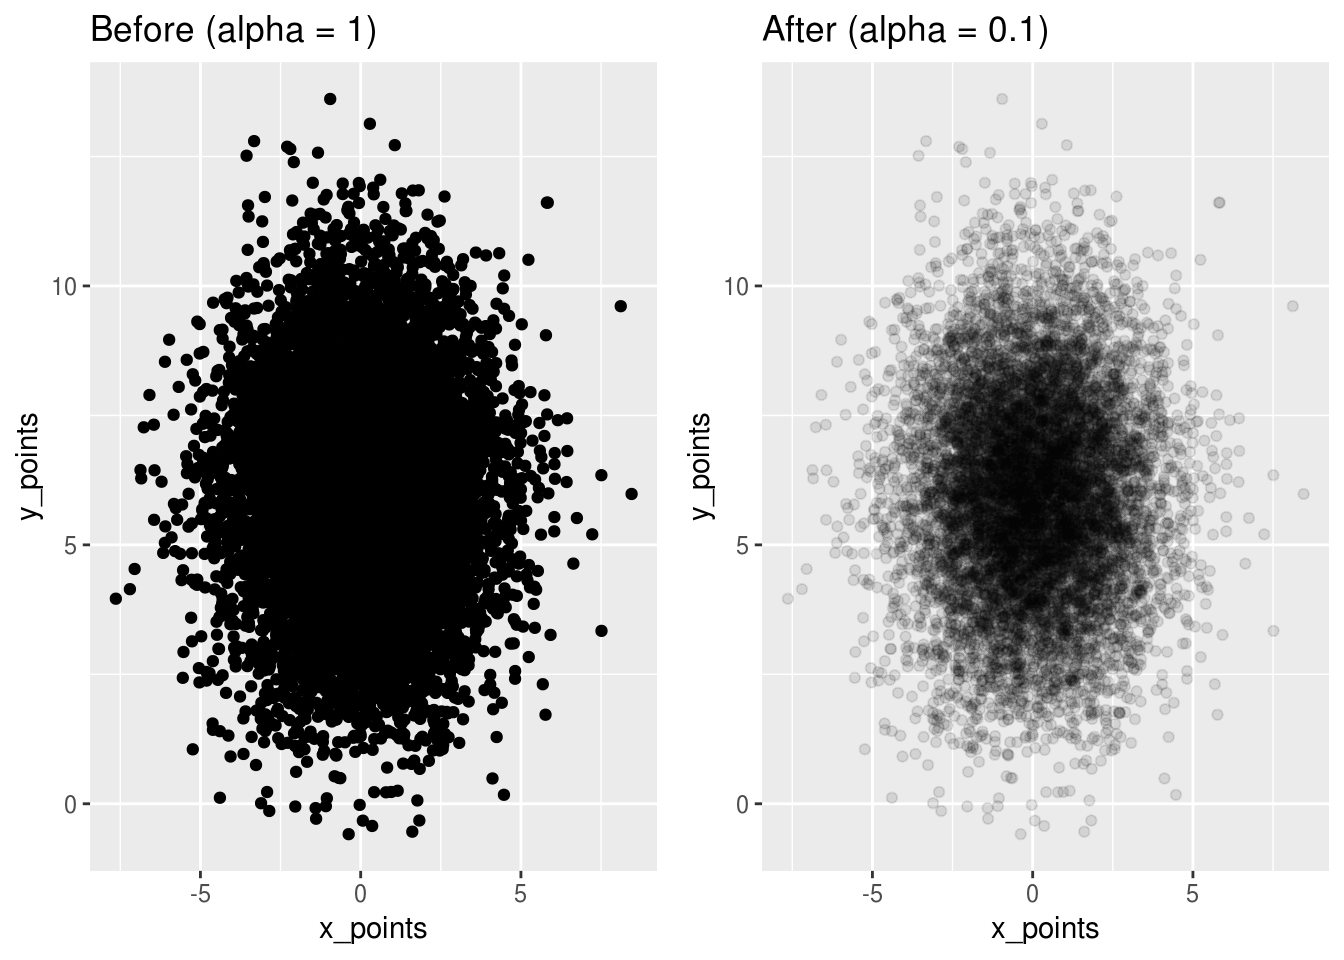 Before (alpha = 1)
y_points
10
5
0
-5 0 5
x_points
After (alpha = 0.1)
y_points
10
5
0
-5 0 5
x_points